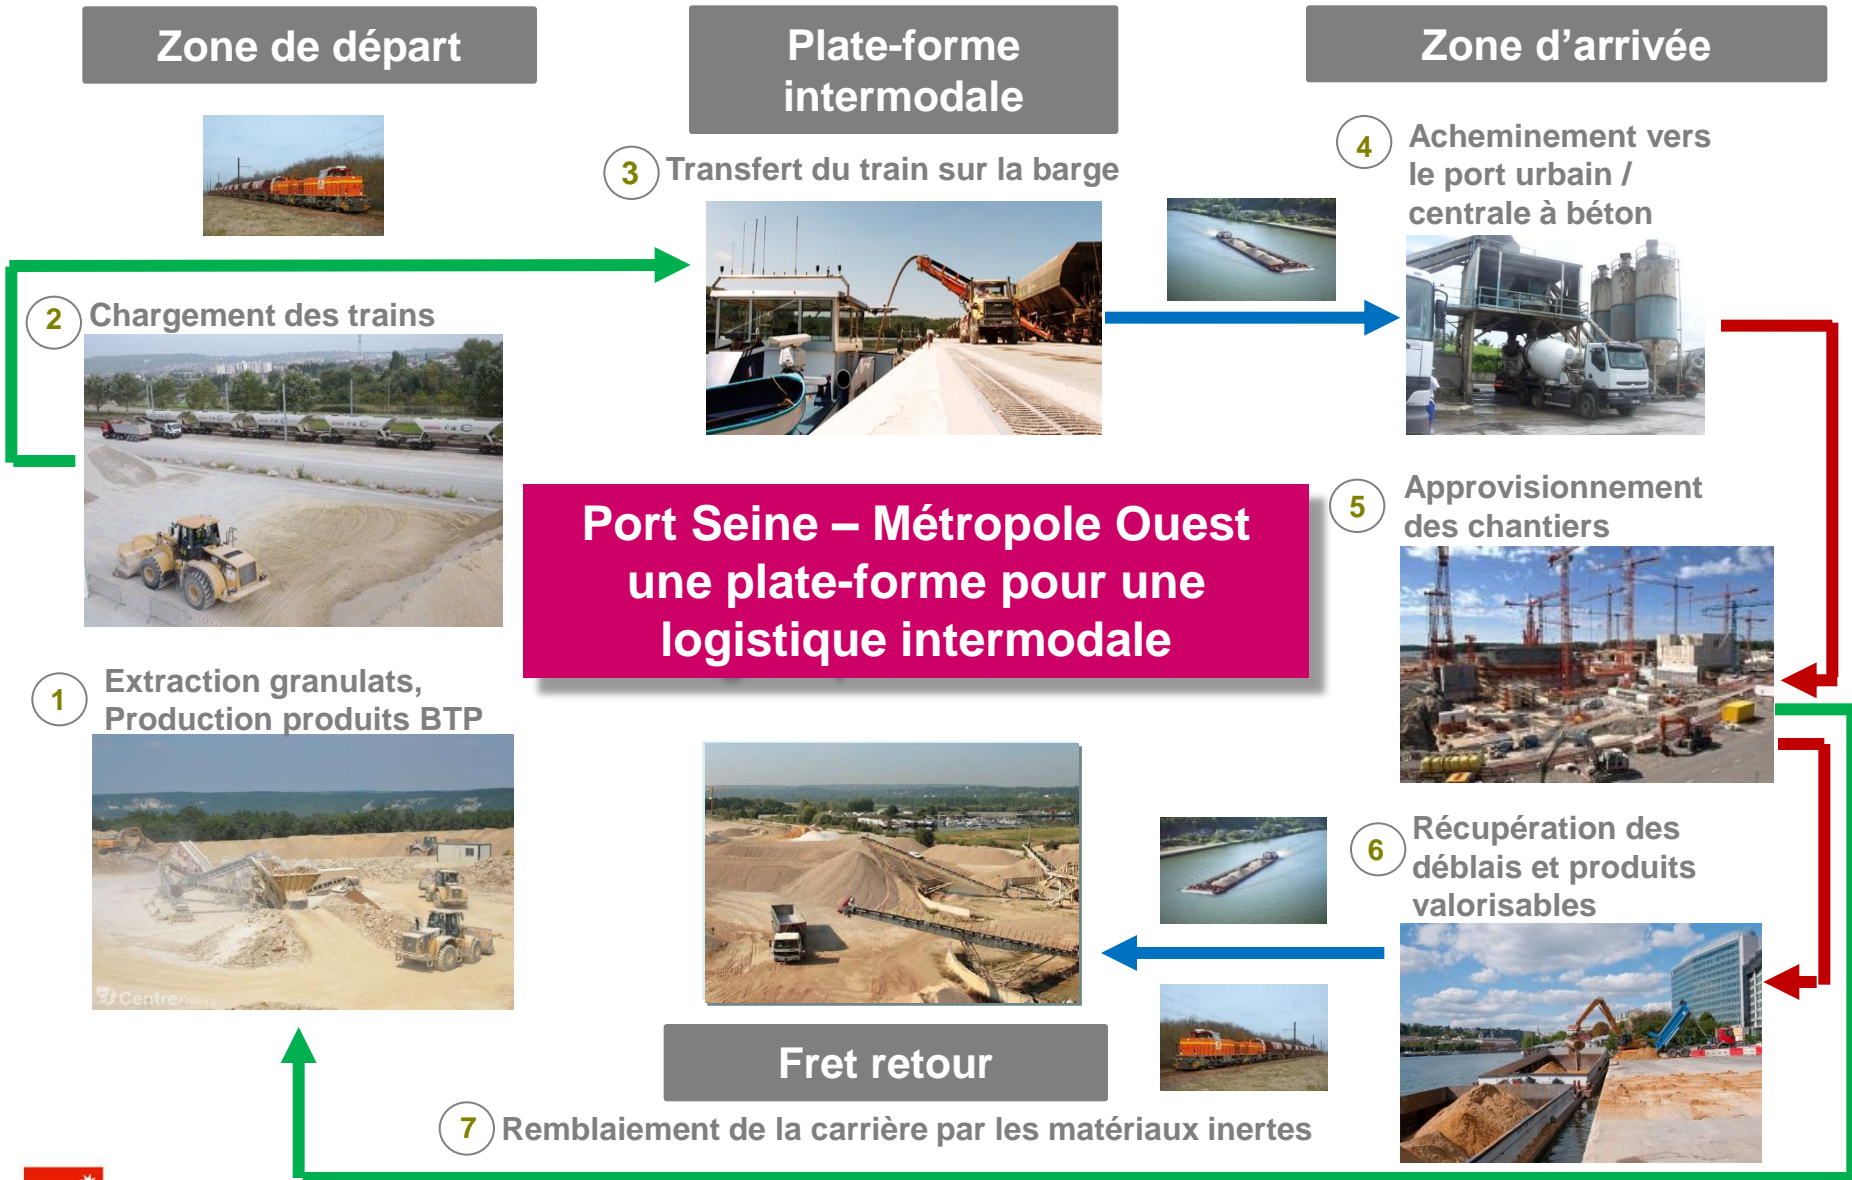 Zone de départ
Plate-forme
intermodale
Zone d’arrivée
3 Transfert du train sur la barge
4 Acheminement vers
le port urbain /
centrale à béton
2 Chargement des trains
Port Seine – Métropole Ouest
une plate-forme pour une
logistique intermodale
5 Approvisionnement
des chantiers
1 Extraction granulats,
Production produits BTP
6 Récupération des
déblais et produits
valorisables
CentreFrance
Fret retour
7 Remblaiement de la carrière par les matériaux inertes